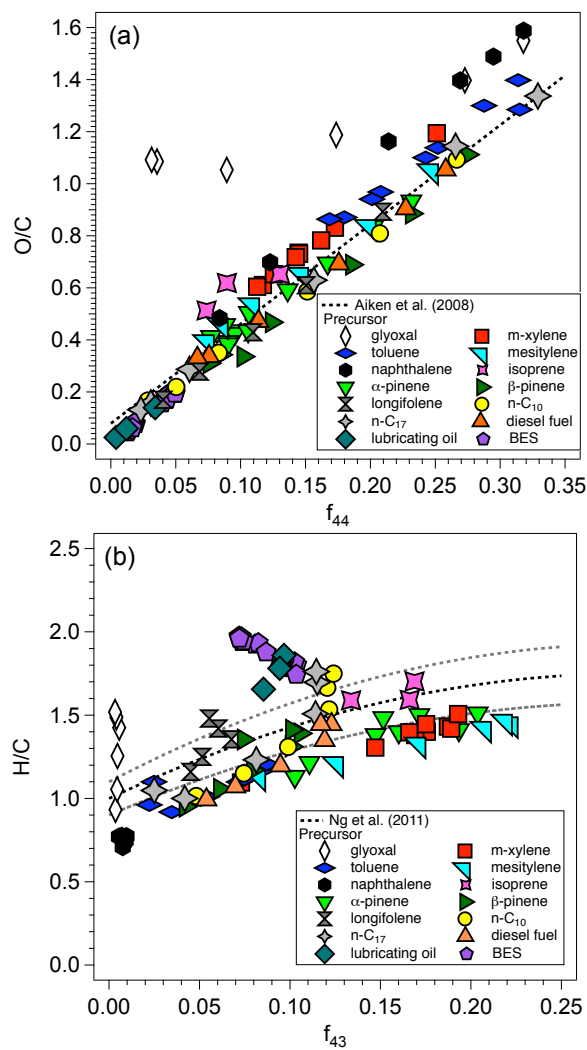 (a)
1.6
1.4
1.2
1.0
0.8
0.6
0.4
0.2
0.0
O/C
Aiken et al. (2008)
Precursor
glyoxal m-xylene
toluene mesitylene
naphthalene isoprene
α-pinene β-pinene
longifolene n-C10
n-C17 diesel fuel
lubricating oil BES
0.00 0.05 0.10 0.15 0.20 0.25 0.30 0.35
f44
(b)
2.5
2.0
1.5
1.0
0.5
0.0
H/C
Ng et al. (2011)
Precursor
glyoxal m-xylene
toluene mesitylene
naphthalene isoprene
α-pinene β-pinene
longifolene n-C10
n-C17 diesel fuel
lubricating oil BES
0.00 0.05 0.10 0.15 0.20 0.25
f43